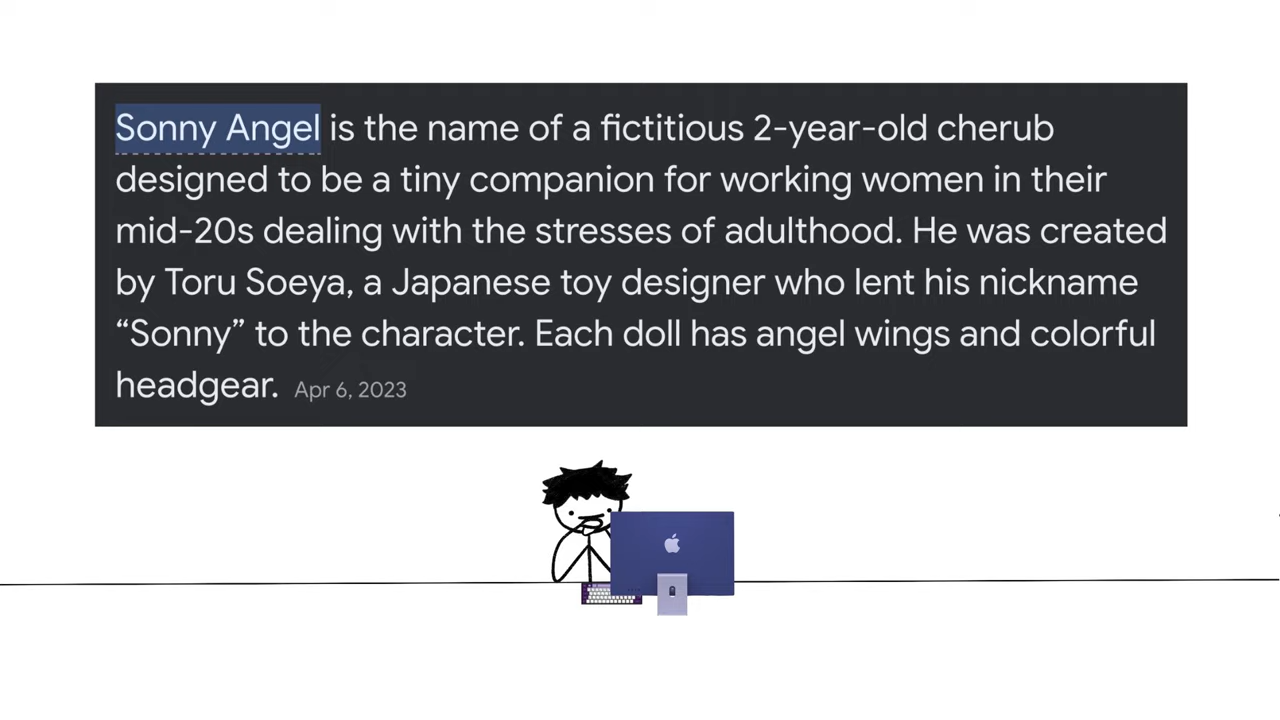 Sonny Angel is the name of a fictitious 2-year-old cherub
designed to be a tiny companion for working women in their
mid-20s dealing with the stresses of adulthood. He was created
by Toru Soeya, a Japanese toy designer who lent his nickname
“Sonny” to the character. Each doll has angel wings and colorful
headgear. Apr 6, 2023